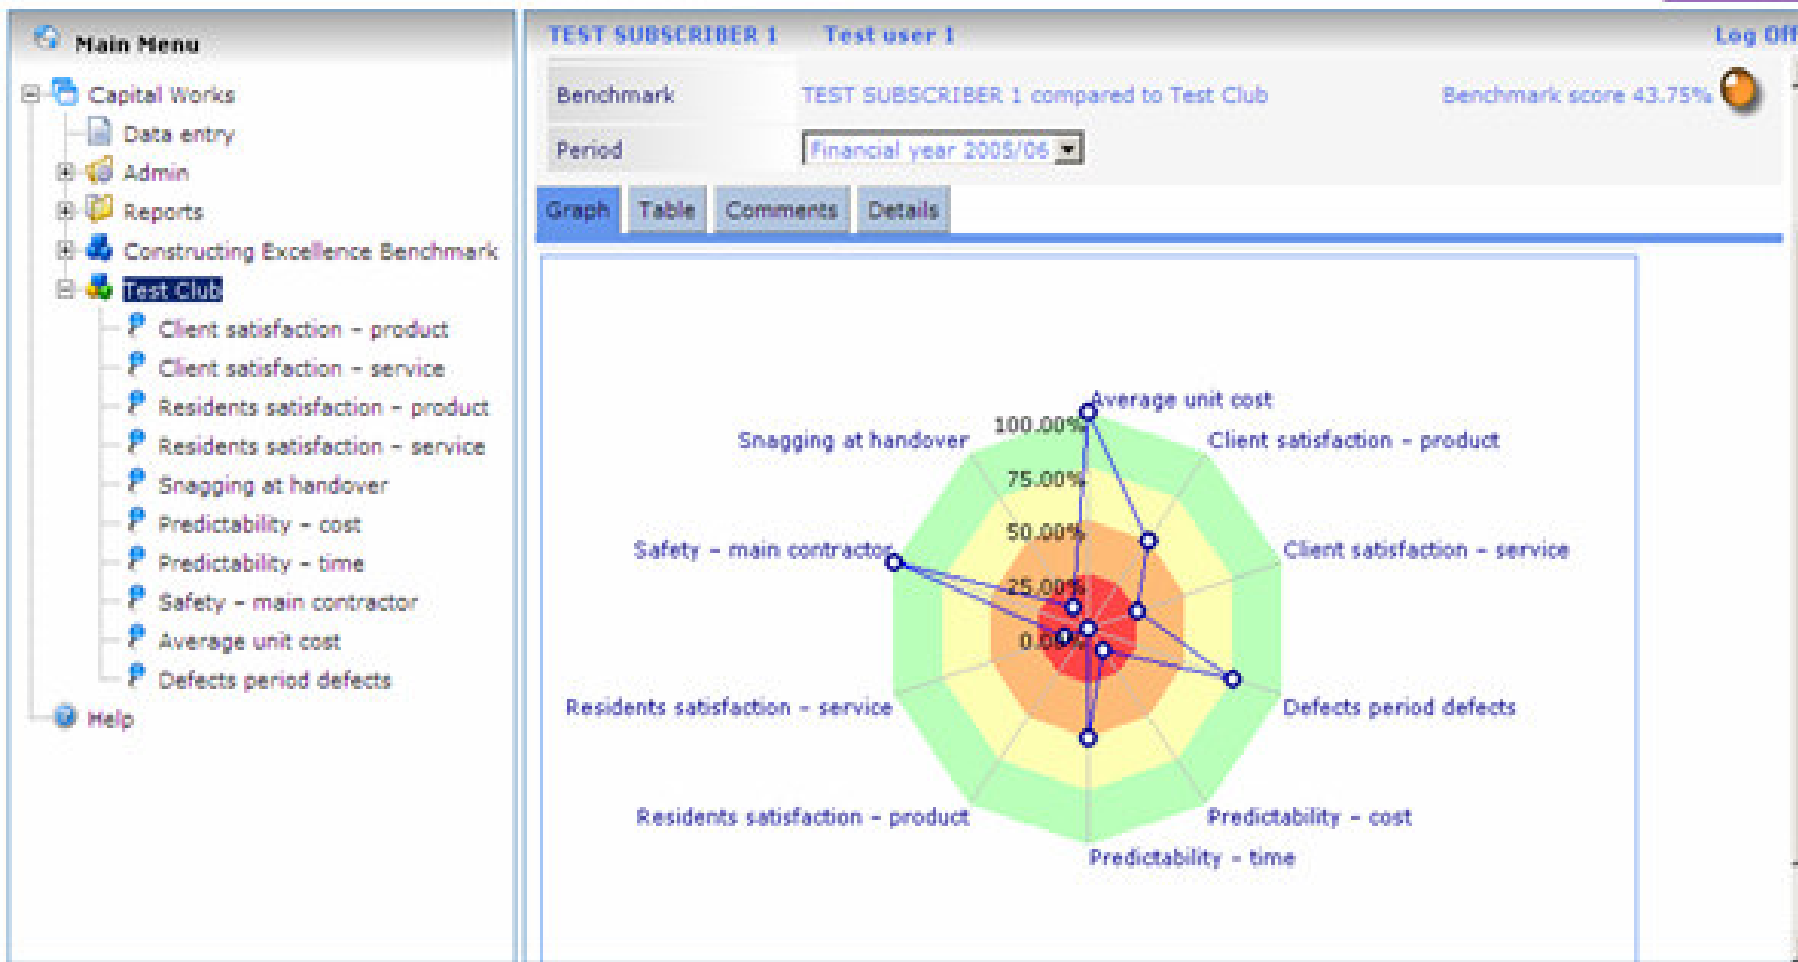 Main Menu
Capital Works
Data entry
Admin
Reports
Constructing Excellence Benchmark
Test Club
Client satisfaction - product
Client satisfaction - service
Residents satisfaction - product
Residents satisfaction - service
Snagging at handover
Predictability - cost
Predictability - time
Safety - main contractor
Average unit cost
Defects period defects
Help
TEST SUBSCRIBER 1 Test user 1 Log Off
Benchmark TEST SUBSCRIBER 1 compared to Test Club Benchmark score 43.75%
Period Financial year 2005/06
Graph Table Comments Details
Average unit cost
100.00%
Snagging at handover Client satisfaction - product
75.00%
50.00%
Safety - main contractor Client satisfaction - service
25.00%
0.00%
Residents satisfaction - service Defects period defects
Residents satisfaction - product Predictability - cost
Predictability - time